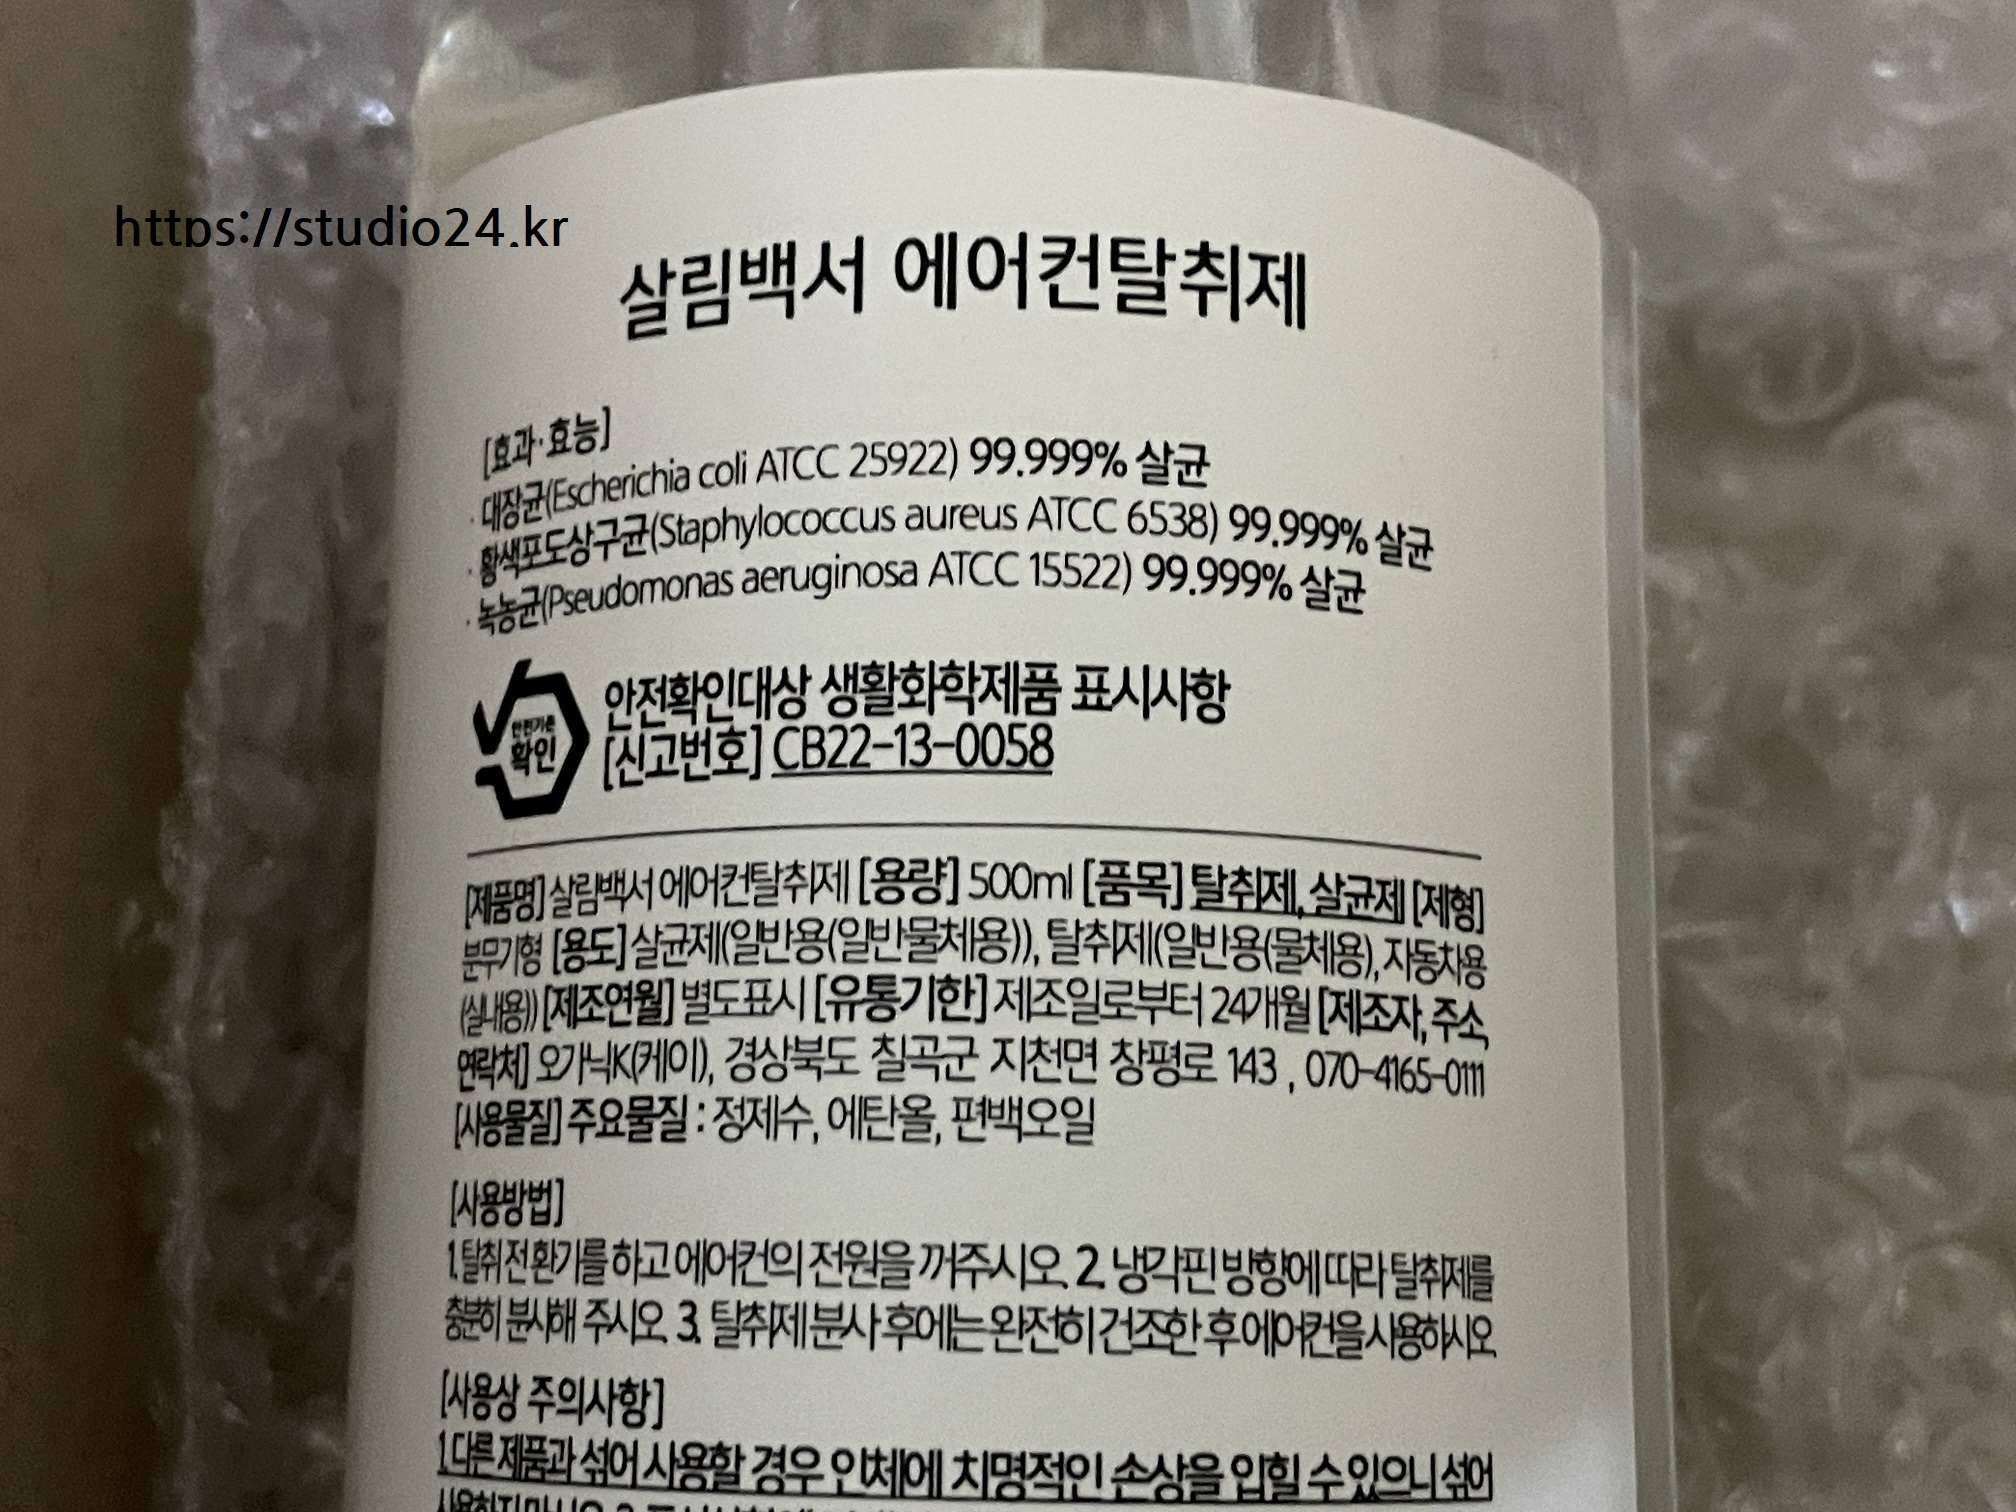 https://studio24.kr
살림백서 에어컨탈취제
[효과·효능]
· 대장균(Escherichia coli ATCC 25922) 99.999% 살균
· 황색포도상구균(Staphylococcus aureus ATCC 6538) 99.999% 살균
· 녹농균(Pseudomonas aeruginosa ATCC 15522) 99.999% 살균
안전기준
확인
안전확인대상 생활화학제품 표시사항
[신고번호] CB22-13-0058
[제품명] 살림백서 에어컨탈취제 [용량] 500ml [품목] 탈취제, 살균제 [제형]
분무기형 [용도] 살균제(일반용(일반물체용)), 탈취제(일반용(물체용), 자동차용
(실내용)) [제조연월] 별도표시 [유통기한] 제조일로부터 24개월 [제조자, 주소,
연락처] 오가닉K(케이), 경상북도 칠곡군 지천면 창평로 143 , 070-4165-0111
[사용물질] 주요물질 : 정제수, 에탄올, 편백오일
[사용방법]
1. 탈취 전 환기를 하고 에어컨의 전원을 꺼주시오. 2. 냉각핀 방향에 따라 탈취제를
충분히 분사해 주시오. 3. 탈취제 분사 후에는 완전히 건조한 후 에어컨을 사용하시오.
[사용상 주의사항]
1. 다른 제품과 섞어 사용할 경우 인체에 치명적인 손상을 입힐 수 있으니 섞어